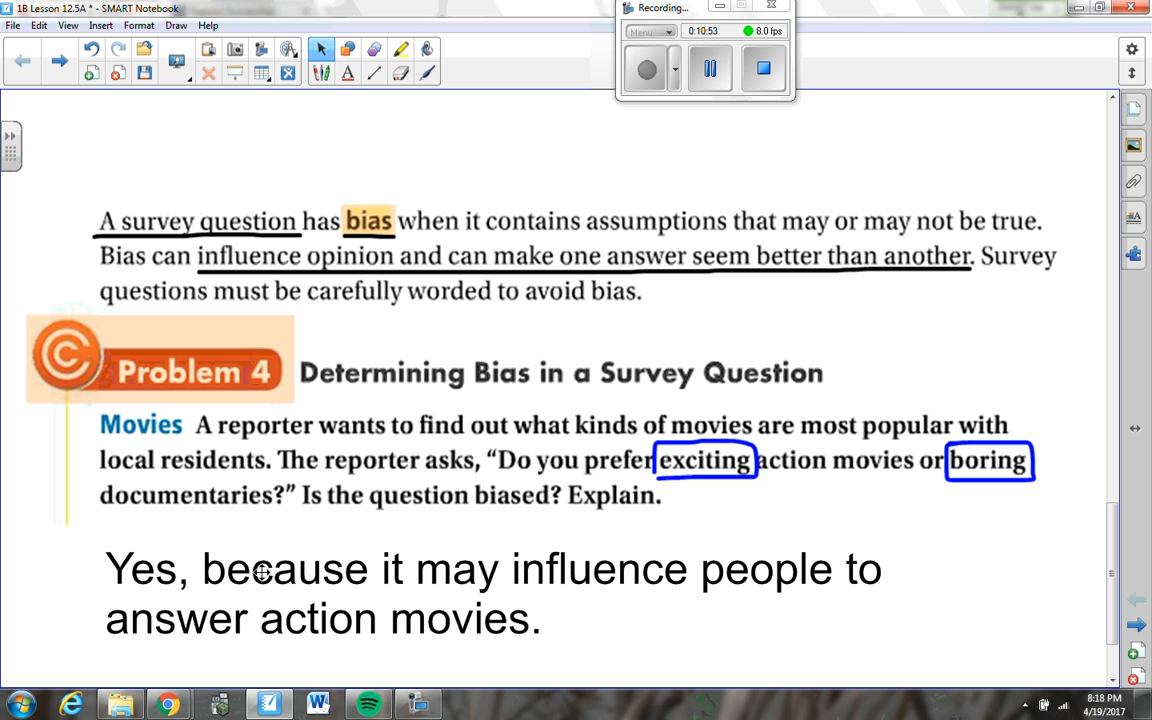 1B Lesson 12.5A * - SMART Notebook
File Edit View Insert Format Draw Help
Recording...
Menu 0:10:53 8.0 fps
A survey question has bias when it contains assumptions that may or may not be true.
Bias can influence opinion and can make one answer seem better than another. Survey
questions must be carefully worded to avoid bias.
Problem 4 Determining Bias in a Survey Question
Movies A reporter wants to find out what kinds of movies are most popular with
local residents. The reporter asks, “Do you prefer exciting action movies or boring
documentaries?” Is the question biased? Explain.
Yes, because it may influence people to
answer action movies.
8:18 PM
4/19/2017